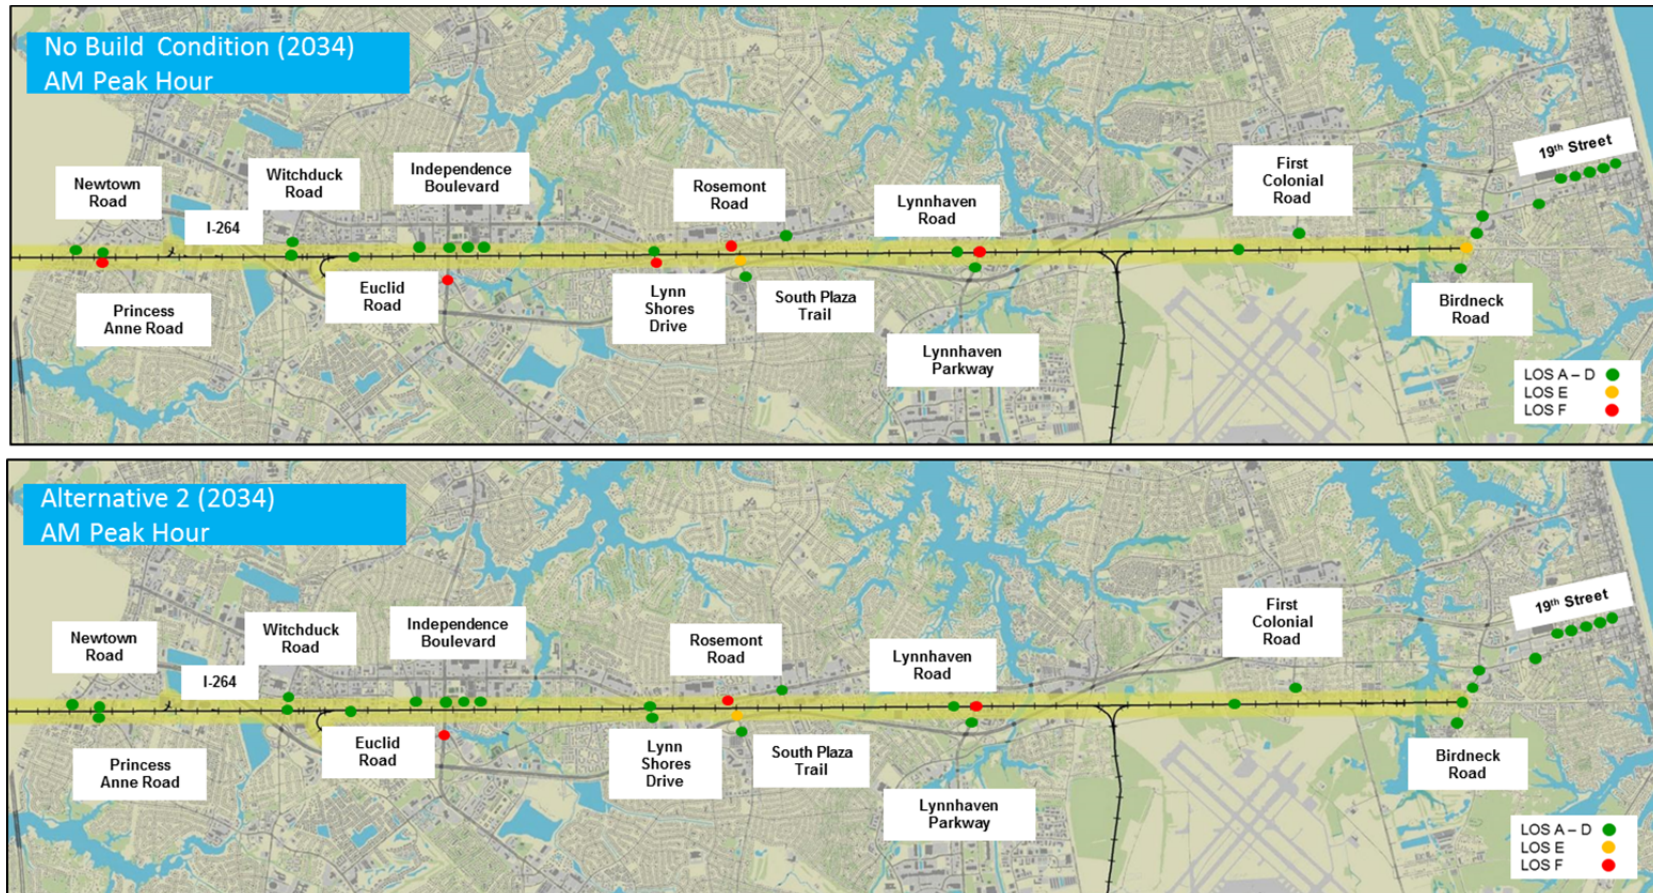 No Build Condition (2034)
AM Peak Hour
19th Street
First
Colonial
Road
Independence
Boulevard
Witchduck
Road
Newtown
Road
Rosemont
Road
Lynnhaven
Road
I-264
Euclid
Road
Lynn
Shores
Drive
South Plaza
Trail
Birdneck
Road
Princess
Anne Road
Lynnhaven
Parkway
LOS A – D
LOS E
LOS F
Alternative 2 (2034)
AM Peak Hour
19th Street
First
Colonial
Road
Independence
Boulevard
Witchduck
Road
Newtown
Road
Rosemont
Road
Lynnhaven
Road
I-264
Euclid
Road
Lynn
Shores
Drive
South Plaza
Trail
Birdneck
Road
Princess
Anne Road
Lynnhaven
Parkway
LOS A – D
LOS E
LOS F